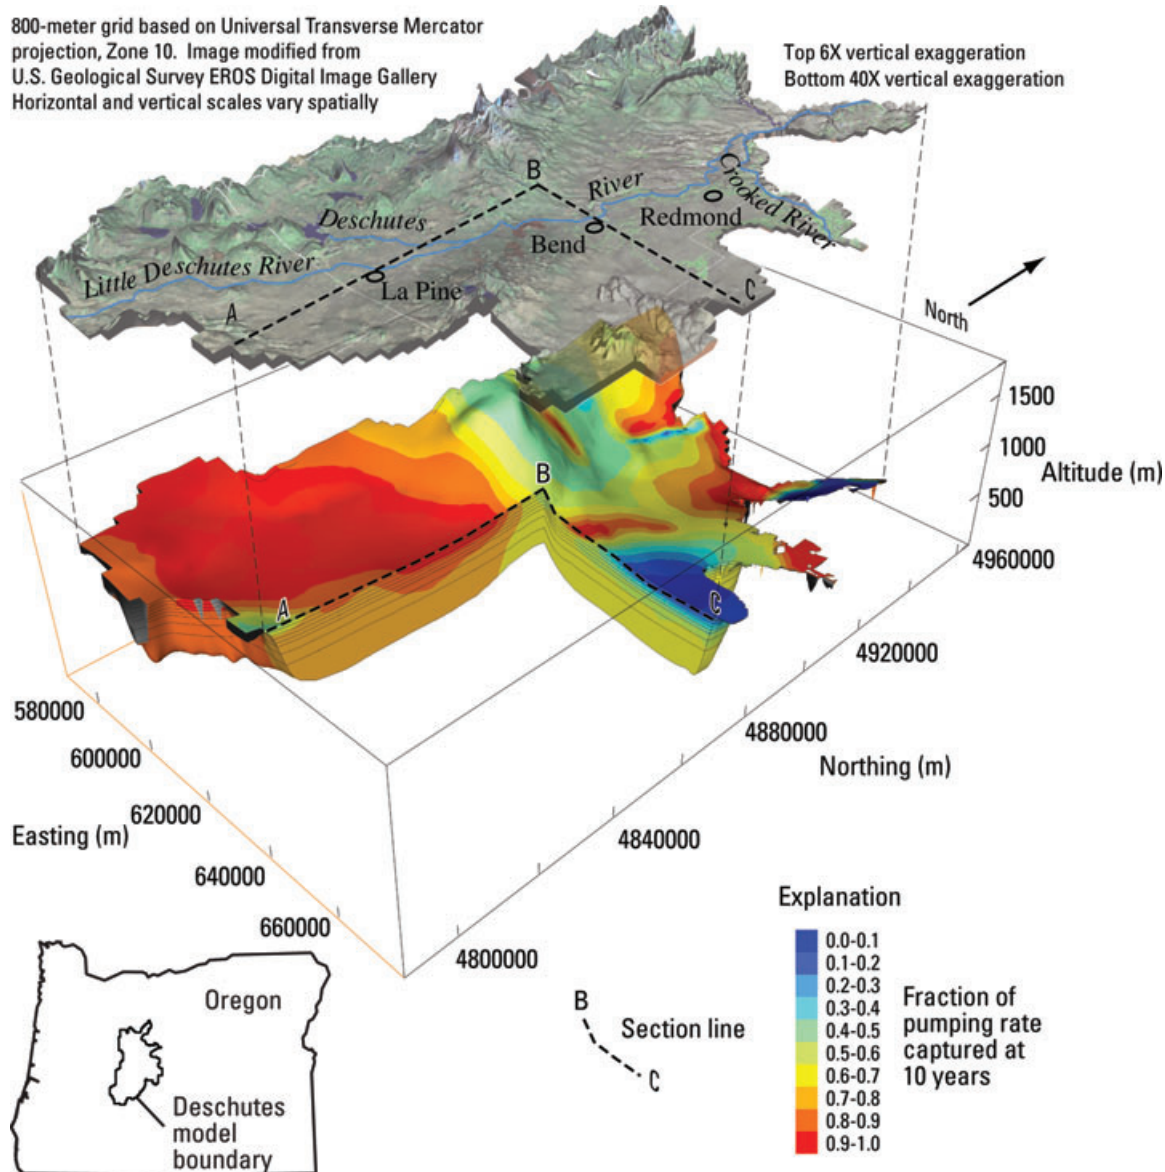 800-meter grid based on Universal Transverse Mercator
projection, Zone 10. Image modified from
U.S. Geological Survey EROS Digital Image Gallery
Horizontal and vertical scales vary spatially
Top 6X vertical exaggeration
Bottom 40X vertical exaggeration
B
River
Crooked River
Redmond
Deschutes
Bend
Little Deschutes River
La Pine
A
C
North
1500
1000
500
Altitude (m)
B
A
C
4960000
4920000
4880000
4840000
4800000
Northing (m)
580000
600000
620000
640000
660000
Easting (m)
Oregon
Deschutes
model
boundary
B
Section line
C
Explanation
0.0-0.1
0.1-0.2
0.2-0.3
0.3-0.4
0.4-0.5
0.5-0.6
0.6-0.7
0.7-0.8
0.8-0.9
0.9-1.0
Fraction of
pumping rate
captured at
10 years